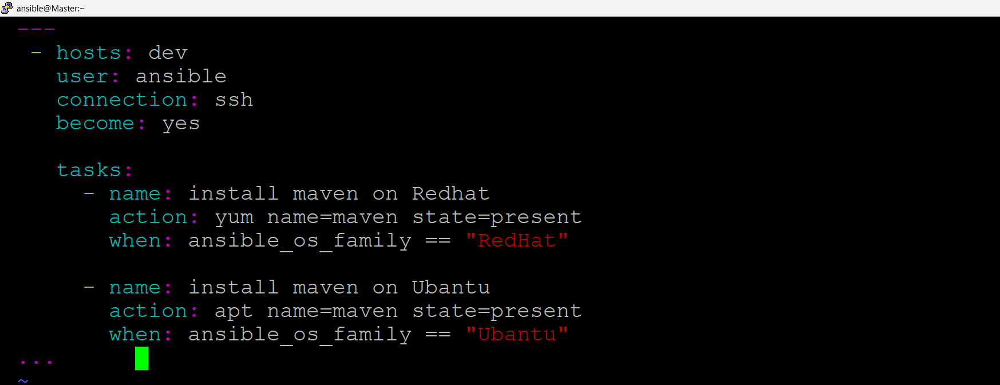 ansible@Master:~
---
- hosts: dev
user: ansible
connection: ssh
become: yes
tasks:
- name: install maven on Redhat
action: yum name=maven state=present
when: ansible_os_family == "RedHat"
- name: install maven on Ubantu
action: apt name=maven state=present
when: ansible_os_family == "Ubantu"
...
~